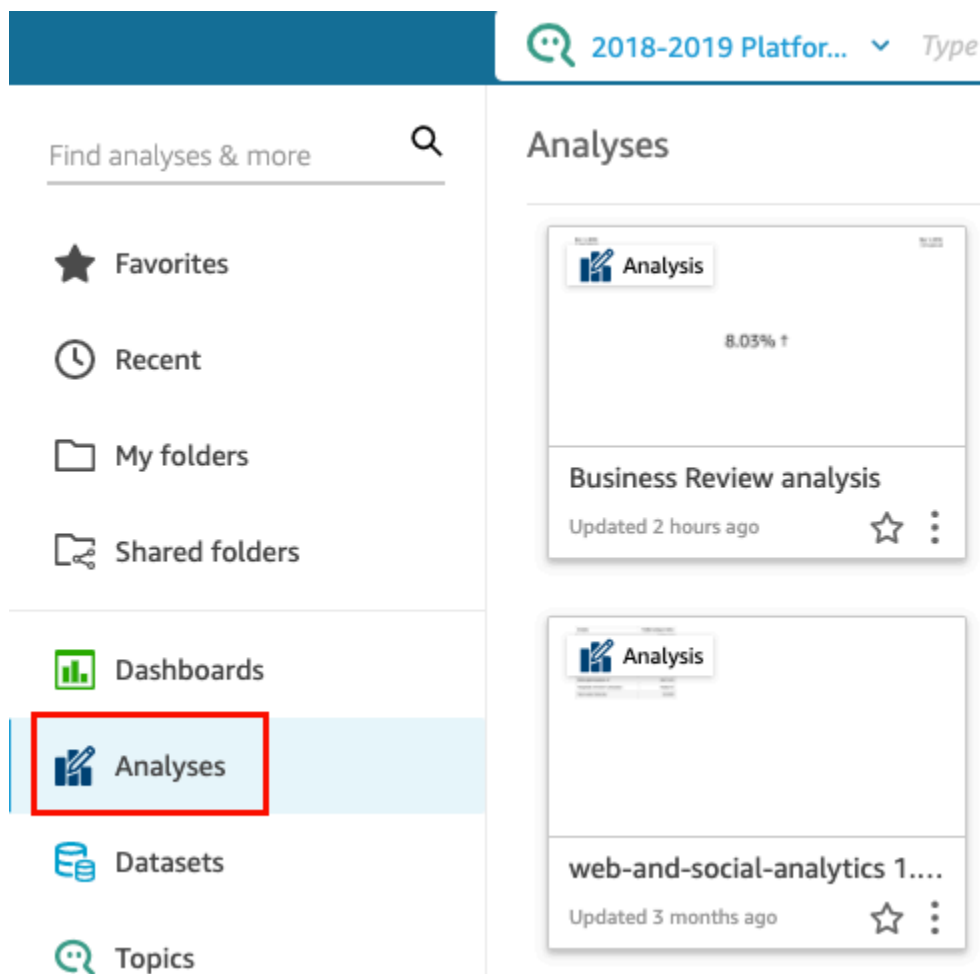 2018-2019 Platfor... Type
Find analyses & more
Favorites
Recent
My folders
Shared folders
Dashboards
Analyses
Datasets
Topics
Analyses
Analysis
8.03% ↑
Business Review analysis
Updated 2 hours ago
Analysis
web-and-social-analytics 1....
Updated 3 months ago